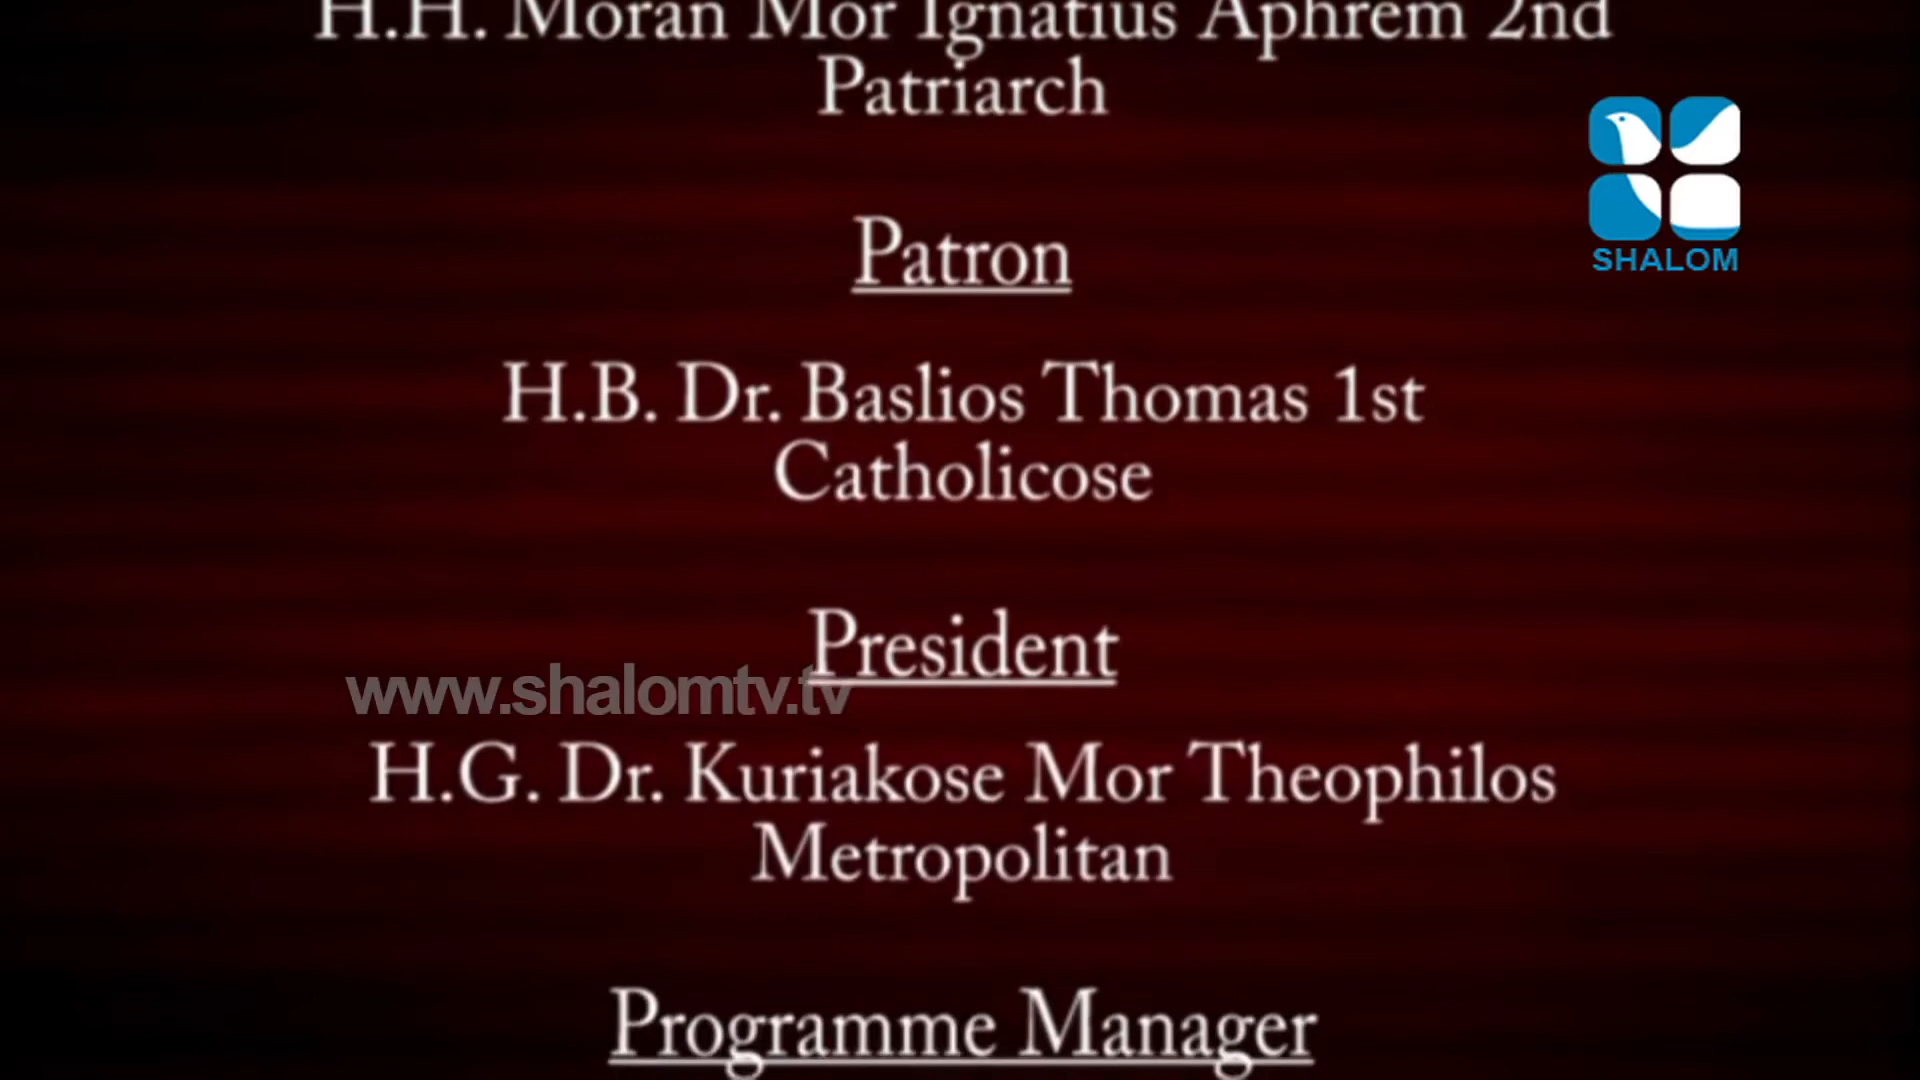 H.H. Moran Mor Ignatius Aphrem 2nd
Patriarch
SHALOM
Patron
H.B. Dr. Baslios Thomas 1st
Catholicose
President
www.shalomtv.tv
H.G. Dr. Kuriakose Mor Theophilos
Metropolitan
Programme Manager